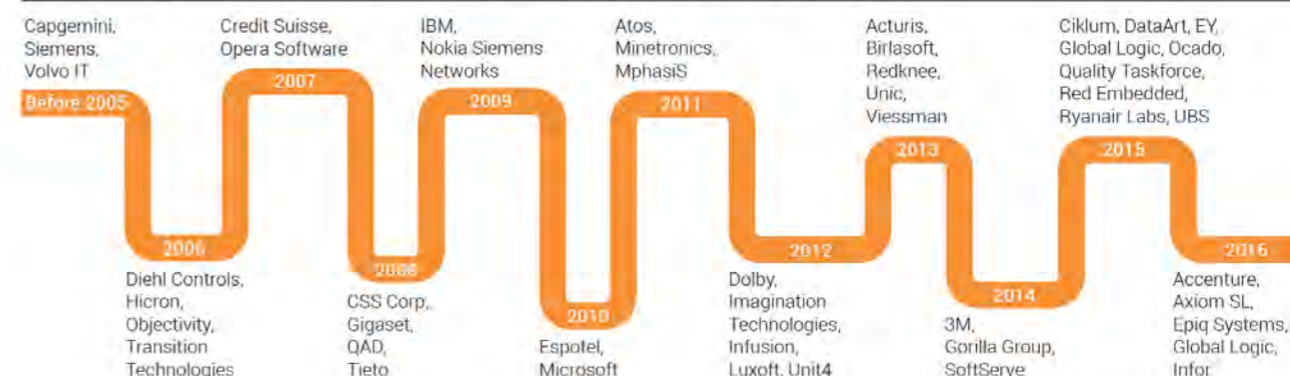 Capgemini,
Siemens,
Volvo IT
Before 2005
Diehl Controls,
Hicron,
Objectivity,
Transition
Technologies
2006
Credit Suisse,
Opera Software
2007
2008
CSS Corp,
Gigaset,
QAD,
Tieto
IBM,
Nokia Siemens
Networks
2009
2010
Espotel,
Microsoft
Atos,
Minetronics,
MphasiS
2011
2012
Dolby,
Imagination
Technologies,
Infusion,
Luxoft, Unit4
Acturis,
Birlasoft,
Redknee,
Unic,
Viessman
2013
2014
3M,
Gorilla Group,
SoftServe
Ciklum, DataArt, EY,
Global Logic, Ocado,
Quality Taskforce,
Red Embedded,
Ryanair Labs, UBS
2015
2016
Accenture,
Axiom SL,
Epiq Systems,
Global Logic,
Infor